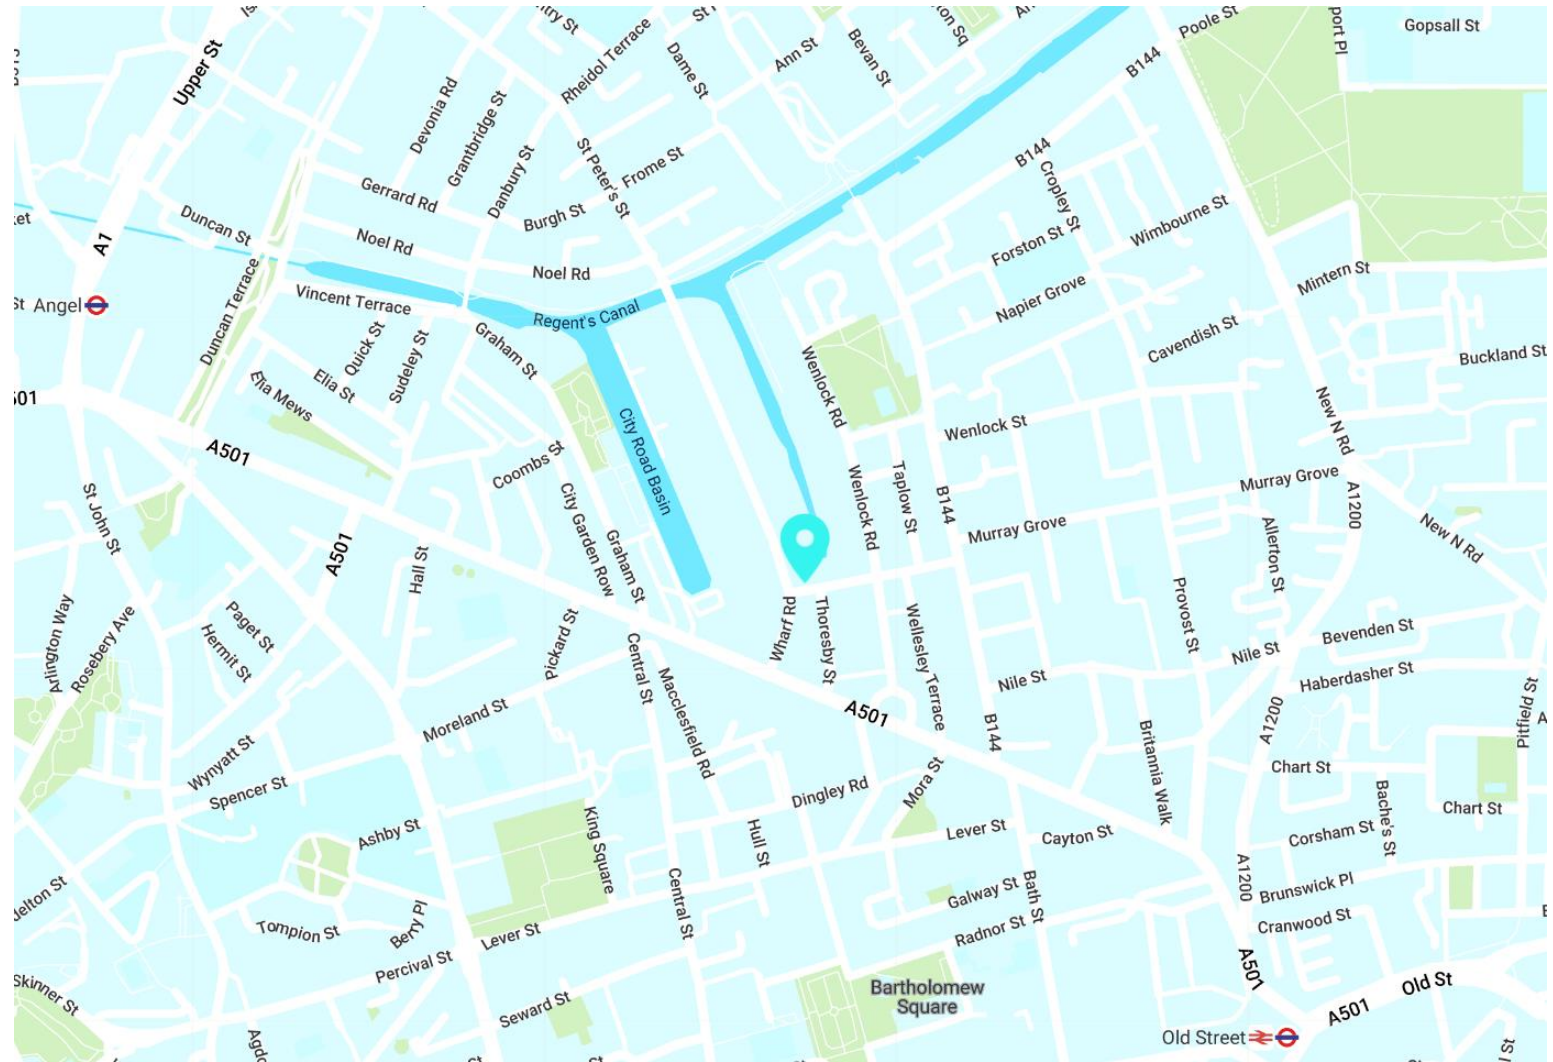 Upper St
Devonia Rd
Grantbridge St
Rheidol Terrace
Dame St
Ann St
Bevan St
B144
Poole St
Gopsall St
Danbury St
St Peter's St
Frome St
B144
Gerrard Rd
Burgh St
Cropley St
Wimbourne St
Duncan St
A1
Noel Rd
Noel Rd
Forston St
Mintern St
Angel
Duncan Terrace
Vincent Terrace
Regent's Canal
Napier Grove
Quick St
Sudeley St
Graham St
Cavendish St
Buckland St
Elia St
Elia Mews
Wenlock Rd
New N Rd
A501
City Road Basin
Wenlock St
Coombs St
Murray Grove
St John St
City Garden Row
Wenlock Rd
Taplow St
B144
Murray Grove
A1200
New N Rd
A501
Hall St
Graham St
Allerton St
Arlington Way
Rosebery Ave
Paget St
Hermit St
Pickard St
Wharf Rd
Thoresby St
Wellesley Terrace
Provost St
Nile St
Bevenden St
Central St
Macclesfield Rd
Nile St
Haberdasher St
Moreland St
A501
B144
Britannia Walk
A1200
Pitfield St
Wynyatt St
Spencer St
Dingley Rd
Mora St
Chart St
Bache's St
Chart St
Ashby St
King Square
Hull St
Lever St
Cayton St
Corsham St
A1200
Brunswick Pl
Central St
Galway St
Bath St
Cranwood St
Tompion St
Berry Pl
Lever St
Radnor St
Percival St
A501
Skinner St
Seward St
Bartholomew
Square
Old St
A501
Old Street